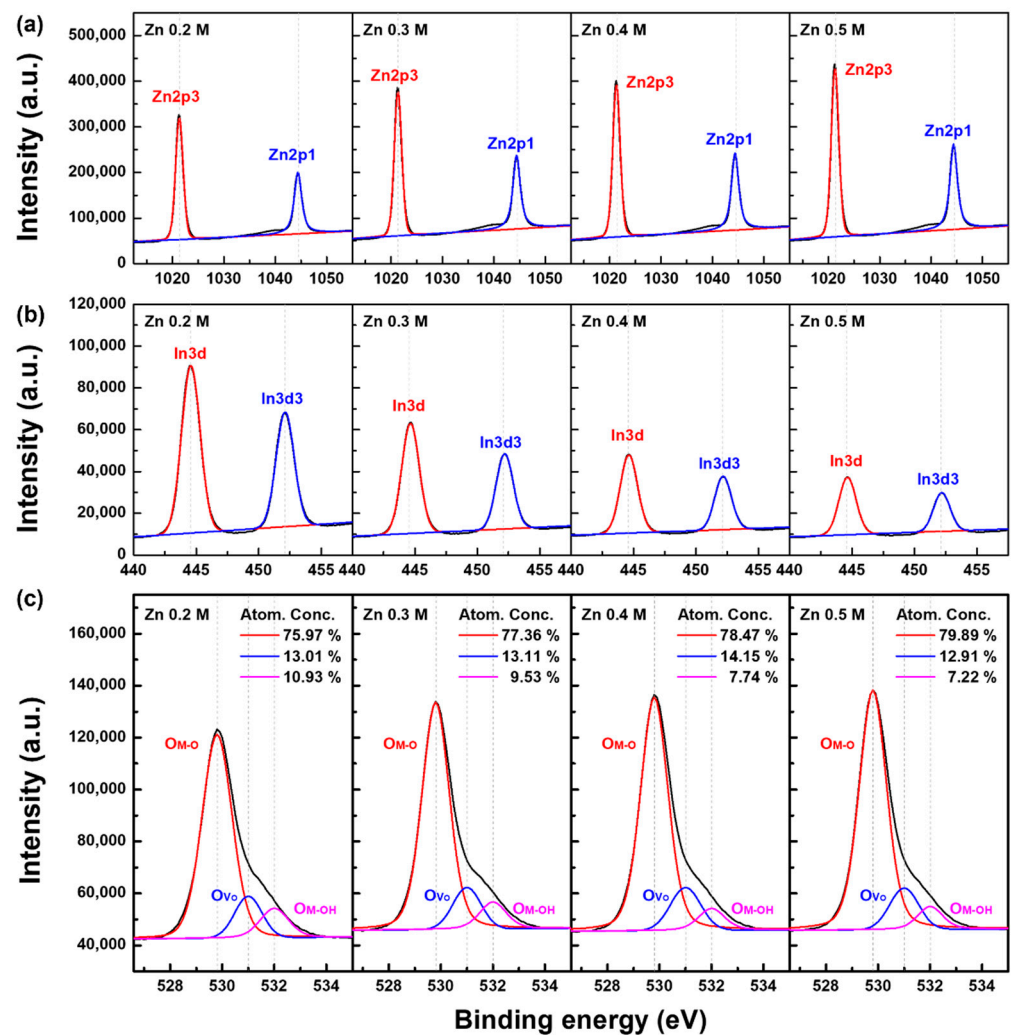 (a)
Intensity (a.u.)
500,000
400,000
300,000
200,000
100,000
0
Zn 0.2 M
Zn2p3
Zn2p1
Zn 0.3 M
Zn2p3
Zn2p1
Zn 0.4 M
Zn2p3
Zn2p1
Zn 0.5 M
Zn2p3
Zn2p1
1020 1030 1040 1050 1020 1030 1040 1050 1020 1030 1040 1050 1020 1030 1040 1050
(b)
Intensity (a.u.)
120,000
100,000
80,000
60,000
40,000
20,000
0
Zn 0.2 M
In3d
In3d3
Zn 0.3 M
In3d
In3d3
Zn 0.4 M
In3d
In3d3
Zn 0.5 M
In3d
In3d3
440 445 450 455 440 445 450 455 440 445 450 455 440 445 450 455
(c)
Intensity (a.u.)
160,000
140,000
120,000
100,000
80,000
60,000
40,000
Zn 0.2 M Atom. Conc.
75.97 %
13.01 %
10.93 %
OM-O
OVO
OM-OH
Zn 0.3 M Atom. Conc.
77.36 %
13.11 %
9.53 %
OM-O
OVO
OM-OH
Zn 0.4 M Atom. Conc.
78.47 %
14.15 %
7.74 %
OM-O
OVO
OM-OH
Zn 0.5 M Atom. Conc.
79.89 %
12.91 %
7.22 %
OM-O
OVO
OM-OH
528 530 532 534 528 530 532 534 528 530 532 534 528 530 532 534
Binding energy (eV)